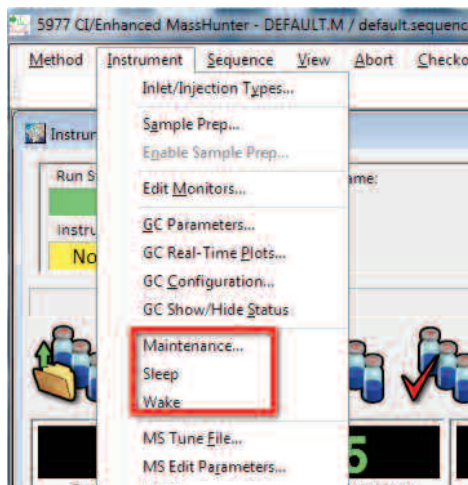 5977 CI/Enhanced MassHunter - DEFAULT.M / default.sequenc
Method Instrument Sequence View Abort Checko
Inlet/Injection Types...
Instrur
Sample Prep...
Enable Sample Prep...
Run S
ame:
Edit Monitors...
Instru
GC Parameters...
No
GC Real-Time Plots...
GC Configuration...
GC Show/Hide Status
Maintenance...
Sleep
Wake
MS Tune File...
5
MS Edit Parameters...